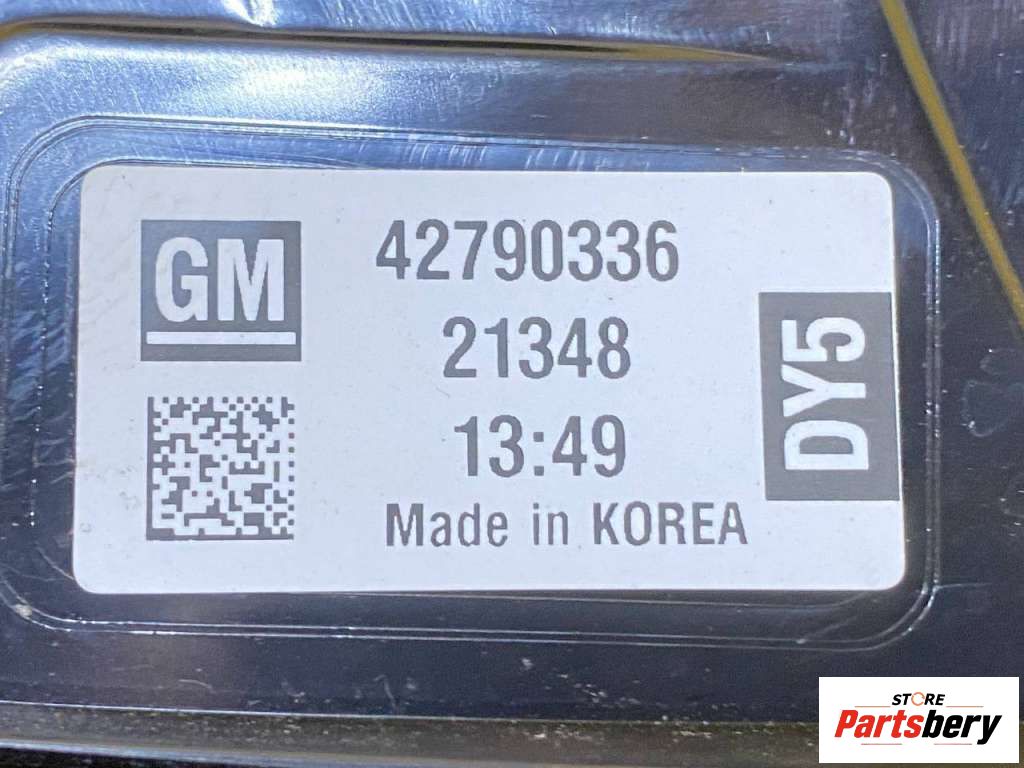 GM
42790336
21348
13:49
Made in KOREA
DY5
STORE
Partsbery